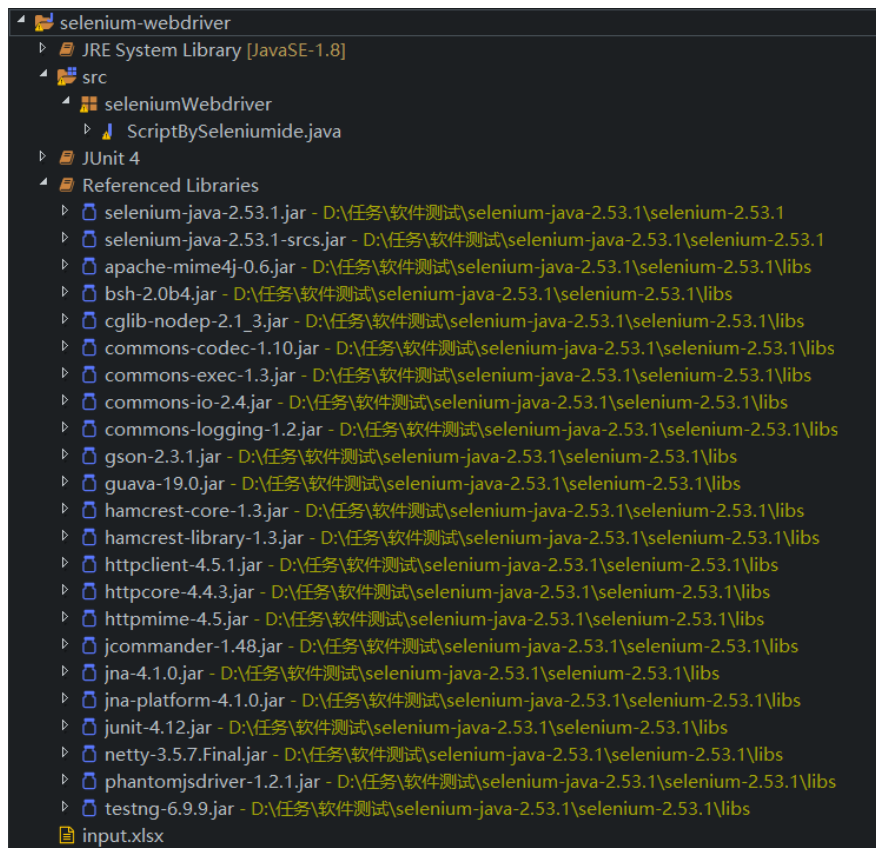 selenium-webdriver
JRE System Library [JavaSE-1.8]
src
seleniumWebdriver
ScriptBySeleniumide.java
JUnit 4
Referenced Libraries
selenium-java-2.53.1.jar - D:\任务\软件测试\selenium-java-2.53.1\selenium-2.53.1
selenium-java-2.53.1-srcs.jar - D:\任务\软件测试\selenium-java-2.53.1\selenium-2.53.1
apache-mime4j-0.6.jar - D:\任务\软件测试\selenium-java-2.53.1\selenium-2.53.1\libs
bsh-2.0b4.jar - D:\任务\软件测试\selenium-java-2.53.1\selenium-2.53.1\libs
cglib-nodep-2.1_3.jar - D:\任务\软件测试\selenium-java-2.53.1\selenium-2.53.1\libs
commons-codec-1.10.jar - D:\任务\软件测试\selenium-java-2.53.1\selenium-2.53.1\libs
commons-exec-1.3.jar - D:\任务\软件测试\selenium-java-2.53.1\selenium-2.53.1\libs
commons-io-2.4.jar - D:\任务\软件测试\selenium-java-2.53.1\selenium-2.53.1\libs
commons-logging-1.2.jar - D:\任务\软件测试\selenium-java-2.53.1\selenium-2.53.1\libs
gson-2.3.1.jar - D:\任务\软件测试\selenium-java-2.53.1\selenium-2.53.1\libs
guava-19.0.jar - D:\任务\软件测试\selenium-java-2.53.1\selenium-2.53.1\libs
hamcrest-core-1.3.jar - D:\任务\软件测试\selenium-java-2.53.1\selenium-2.53.1\libs
hamcrest-library-1.3.jar - D:\任务\软件测试\selenium-java-2.53.1\selenium-2.53.1\libs
httpclient-4.5.1.jar - D:\任务\软件测试\selenium-java-2.53.1\selenium-2.53.1\libs
httpcore-4.4.3.jar - D:\任务\软件测试\selenium-java-2.53.1\selenium-2.53.1\libs
httpmime-4.5.jar - D:\任务\软件测试\selenium-java-2.53.1\selenium-2.53.1\libs
jcommander-1.48.jar - D:\任务\软件测试\selenium-java-2.53.1\selenium-2.53.1\libs
jna-4.1.0.jar - D:\任务\软件测试\selenium-java-2.53.1\selenium-2.53.1\libs
jna-platform-4.1.0.jar - D:\任务\软件测试\selenium-java-2.53.1\selenium-2.53.1\libs
junit-4.12.jar - D:\任务\软件测试\selenium-java-2.53.1\selenium-2.53.1\libs
netty-3.5.7.Final.jar - D:\任务\软件测试\selenium-java-2.53.1\selenium-2.53.1\libs
phantomjsdriver-1.2.1.jar - D:\任务\软件测试\selenium-java-2.53.1\selenium-2.53.1\libs
testng-6.9.9.jar - D:\任务\软件测试\selenium-java-2.53.1\selenium-2.53.1\libs
input.xlsx